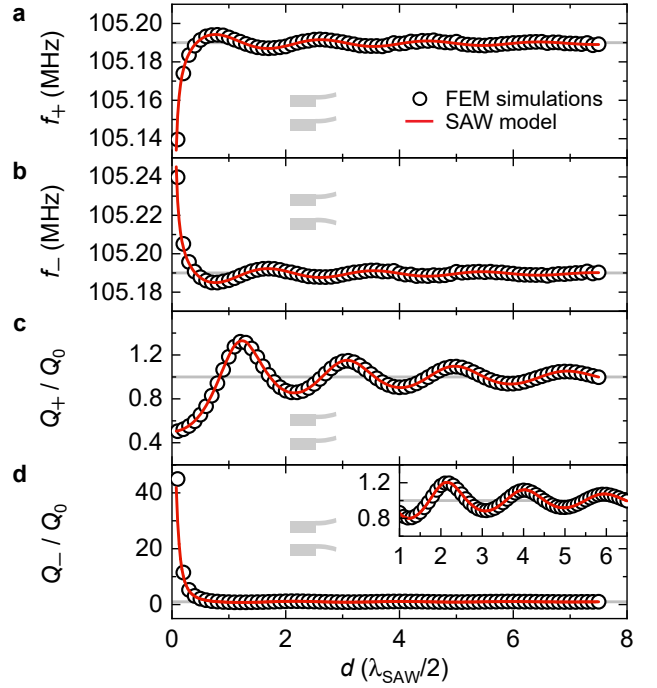 a
105.20
105.18
105.16
105.14
f₊ (MHz)
FEM simulations
SAW model
b
105.24
105.22
105.20
105.18
f₋ (MHz)
c
1.2
0.8
0.4
Q₊ / Q₀
d
40
20
0
Q₋ / Q₀
1.2
0.8
1 2 3 4 5 6
0 2 4 6 8
d (λSAW/2)